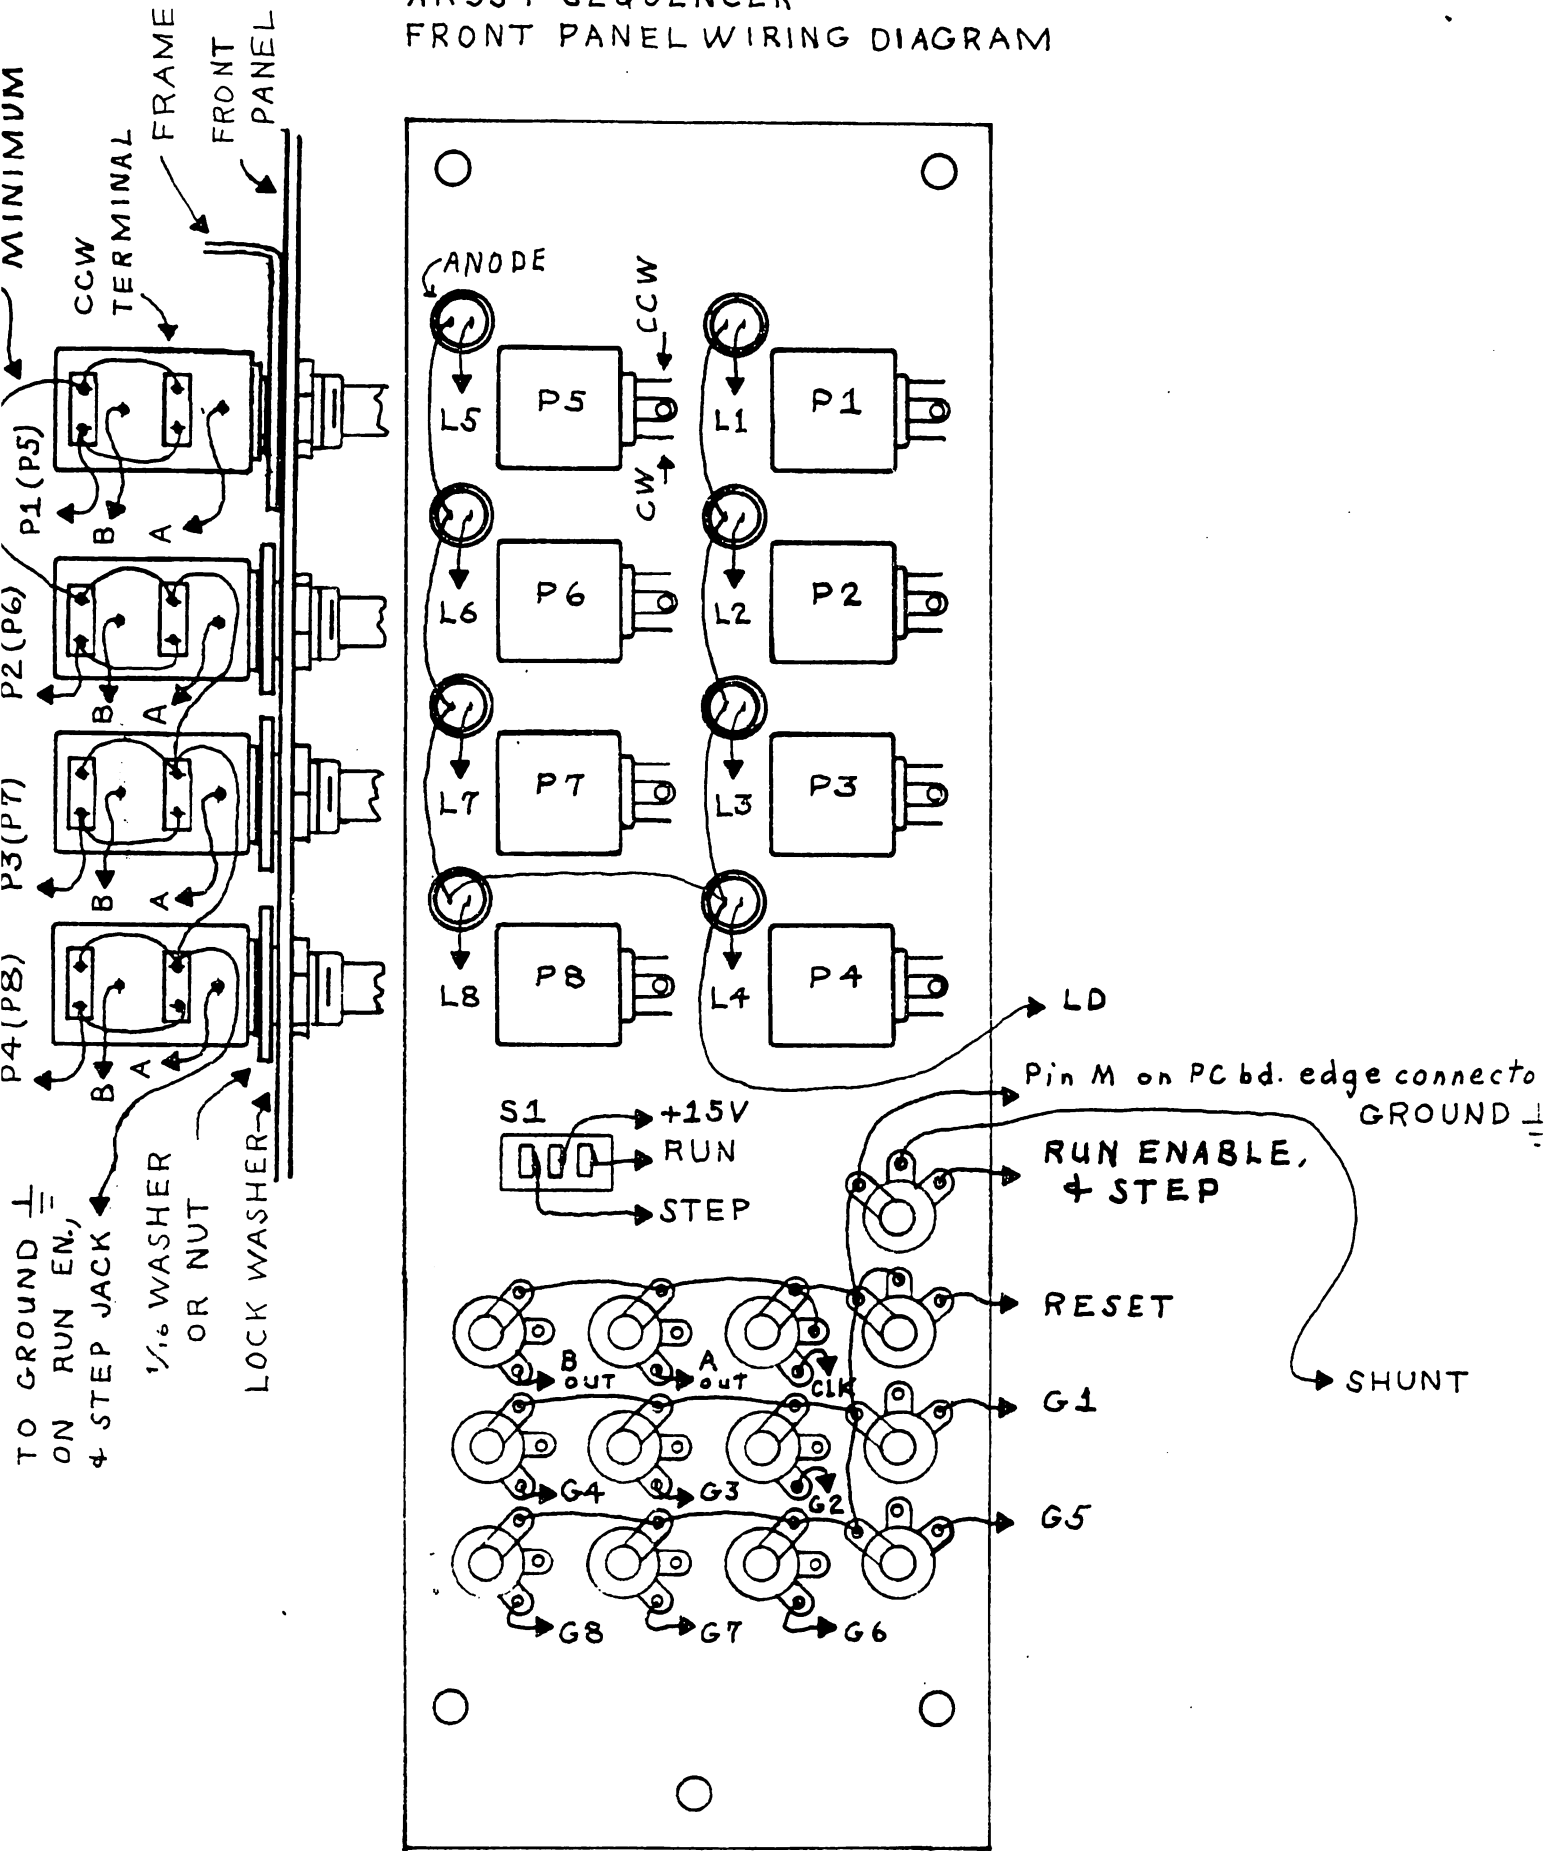 FRONT PANEL WIRING DIAGRAM
MINIMUM
CCW
TERMINAL
FRAME
FRONT
PANEL
P1(P5)
B
A
P2(P6)
B
A
P3(P7)
B
A
P4(P8)
B
A
TO GROUND
ON RUN EN.,
& STEP JACK
1/16 WASHER
OR NUT
LOCK WASHER
ANODE
CCW
CW
L5
P5
L1
P1
L6
P6
L2
P2
L7
P7
L3
P3
L8
P8
L4
P4
LD
Pin M on PC bd. edge connecto
GROUND
S1
+15V
RUN
STEP
RUN ENABLE,
& STEP
RESET
SHUNT
B
OUT
A
OUT
CLK
G1
G4
G3
G2
G5
G8
G7
G6